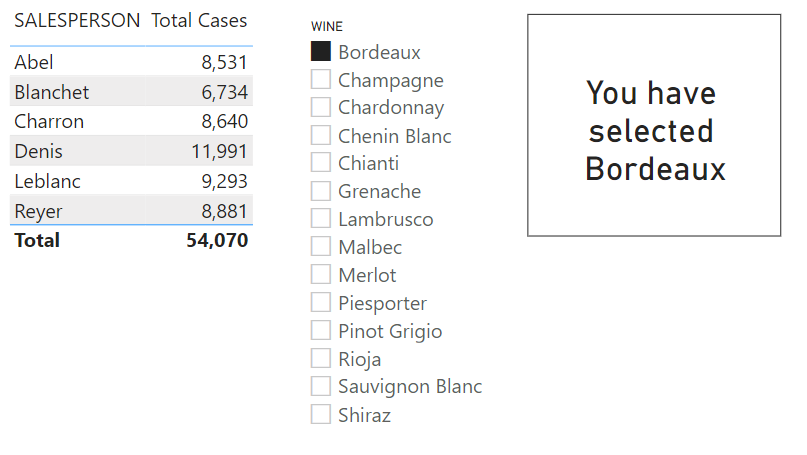 SALESPERSON Total Cases
Abel 8,531
Blanchet 6,734
Charron 8,640
Denis 11,991
Leblanc 9,293
Reyer 8,881
Total 54,070
WINE
Bordeaux
Champagne
Chardonnay
Chenin Blanc
Chianti
Grenache
Lambrusco
Malbec
Merlot
Piesporter
Pinot Grigio
Rioja
Sauvignon Blanc
Shiraz
You have
selected
Bordeaux